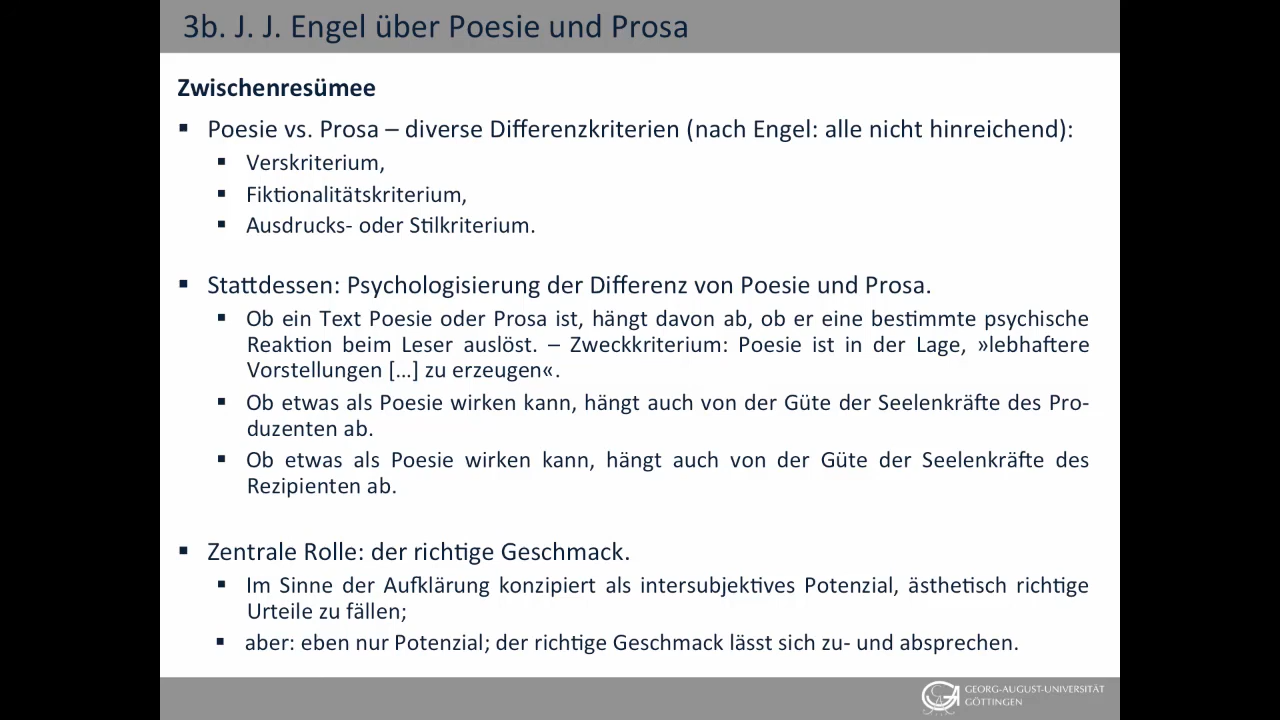 3b. J. J. Engel über Poesie und Prosa
Zwischenresümee
▪ Poesie vs. Prosa – diverse Differenzkriterien (nach Engel: alle nicht hinreichend):
▪ Verskriterium,
▪ Fiktionalitätskriterium,
▪ Ausdrucks- oder Stilkriterium.
▪ Stattdessen: Psychologisierung der Differenz von Poesie und Prosa.
▪ Ob ein Text Poesie oder Prosa ist, hängt davon ab, ob er eine bestimmte psychische
Reaktion beim Leser auslöst. – Zweckkriterium: Poesie ist in der Lage, »lebhaftere
Vorstellungen […] zu erzeugen«.
▪ Ob etwas als Poesie wirken kann, hängt auch von der Güte der Seelenkräfte des Pro-
duzenten ab.
▪ Ob etwas als Poesie wirken kann, hängt auch von der Güte der Seelenkräfte des
Rezipienten ab.
▪ Zentrale Rolle: der richtige Geschmack.
▪ Im Sinne der Aufklärung konzipiert als intersubjektives Potenzial, ästhetisch richtige
Urteile zu fällen;
▪ aber: eben nur Potenzial; der richtige Geschmack lässt sich zu- und absprechen.
GEORG-AUGUST-UNIVERSITÄT
GÖTTINGEN